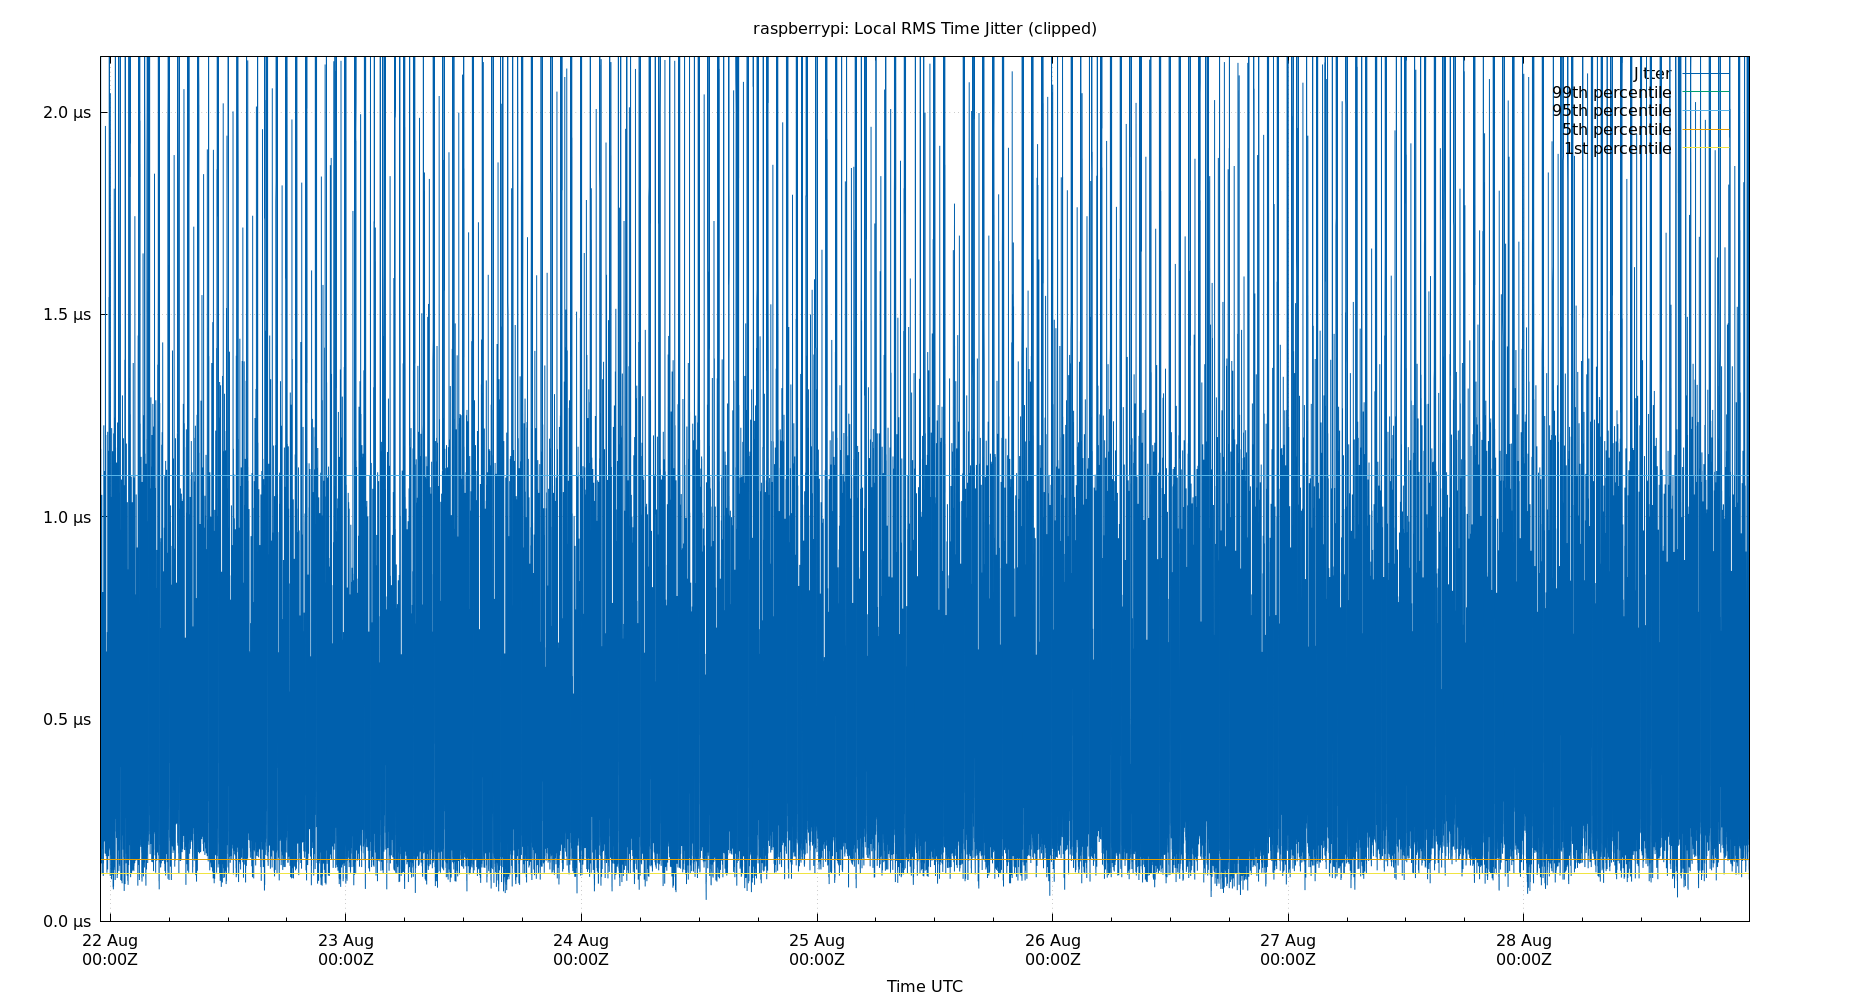 raspberrypi: Local RMS Time Jitter (clipped)
Jitter
99th percentile
95th percentile
5th percentile
1st percentile
2.0 µs
1.5 µs
1.0 µs
0.5 µs
0.0 µs
22 Aug 23 Aug 24 Aug 25 Aug 26 Aug 27 Aug 28 Aug
00:00Z 00:00Z 00:00Z 00:00Z 00:00Z 00:00Z 00:00Z
Time UTC